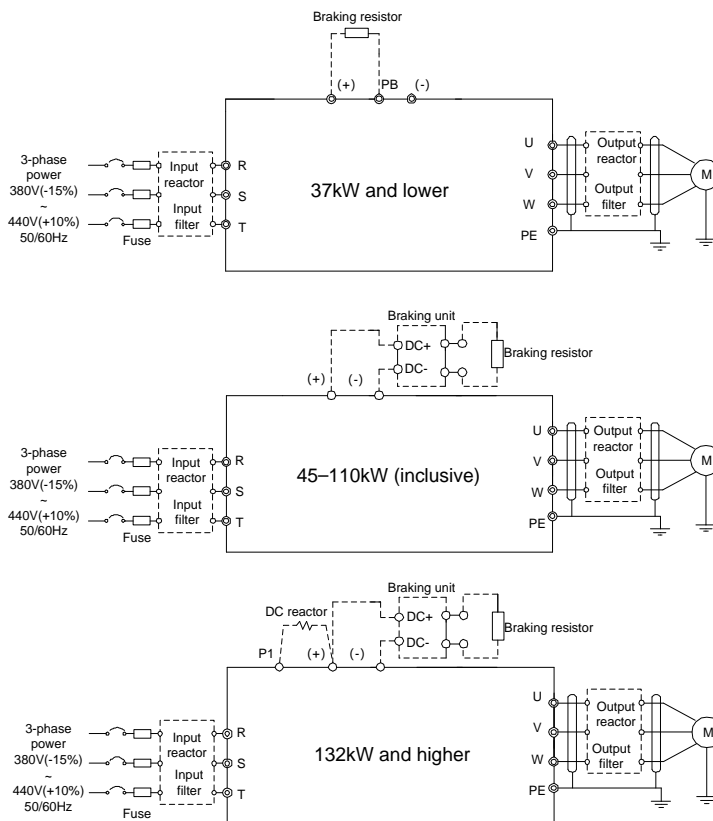 Braking resistor
(+)
PB
(-)
3-phase
power
380V(-15%)
~
440V(+10%)
50/60Hz
Fuse
Input
reactor
Input
filter
R
S
T
37kW and lower
U
V
W
PE
Output
reactor
Output
filter
M
Braking unit
DC+
DC-
Braking resistor
(+)
(-)
3-phase
power
380V(-15%)
~
440V(+10%)
50/60Hz
Fuse
Input
reactor
Input
filter
R
S
T
45–110kW (inclusive)
U
V
W
PE
Output
reactor
Output
filter
M
Braking unit
DC reactor
DC+
DC-
Braking resistor
P1
(+)
(-)
3-phase
power
380V(-15%)
~
440V(+10%)
50/60Hz
Fuse
Input
reactor
Input
filter
R
S
T
132kW and higher
U
V
W
PE
Output
reactor
Output
filter
M